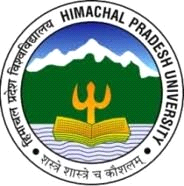 हिमाचल प्रदेश विश्वविद्यालय
HIMACHAL PRADESH UNIVERSITY
शस्त्रे शास्त्रे च कौशलम्